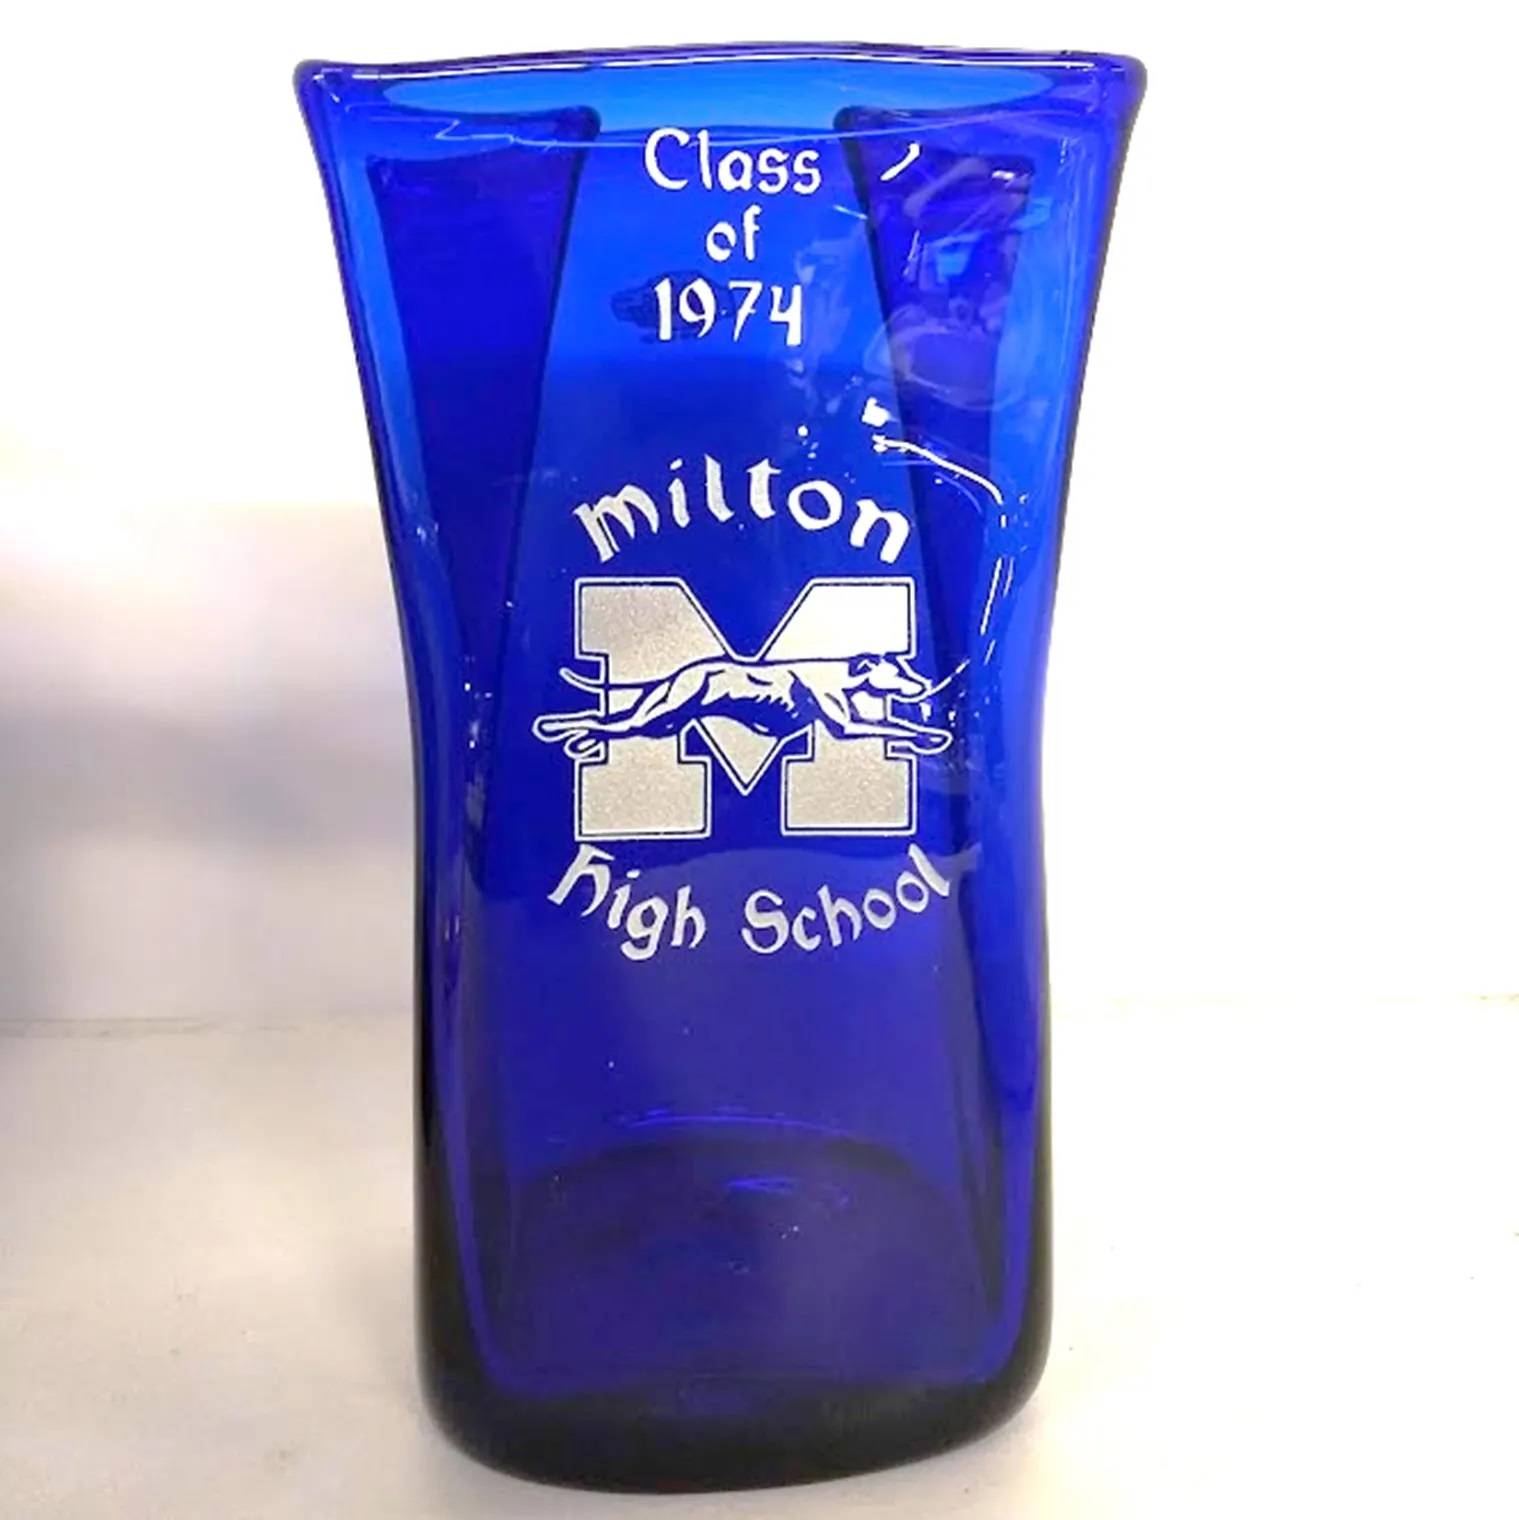 Class
of
1974
milton
M
high School